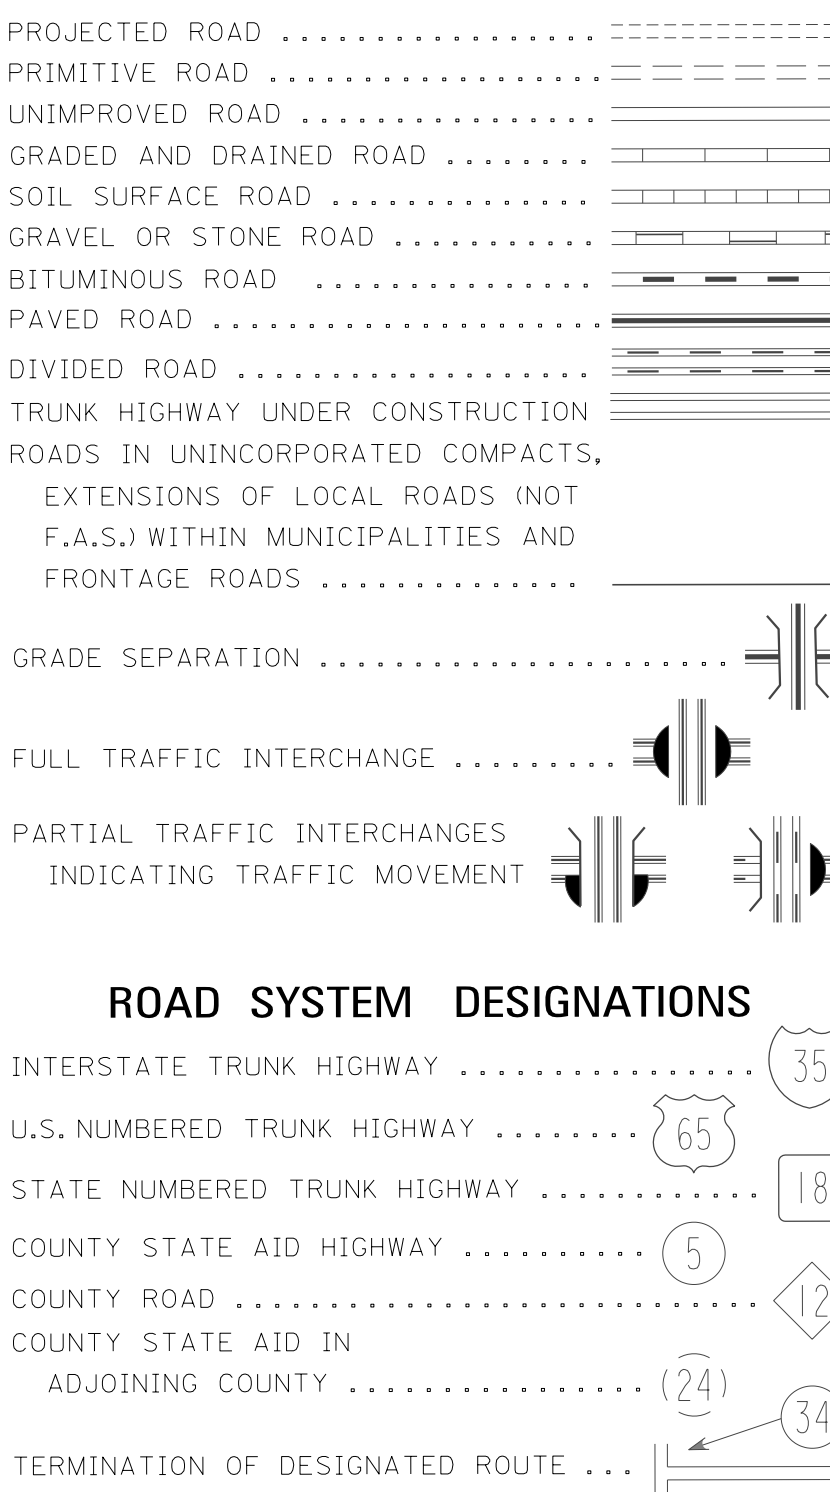 PROJECTED ROAD . . . . . . . . . . . . . . . . .
PRIMITIVE ROAD . . . . . . . . . . . . . . . . . .
UNIMPROVED ROAD . . . . . . . . . . . . . . . .
GRADED AND DRAINED ROAD . . . . . . . .
SOIL SURFACE ROAD . . . . . . . . . . . . . .
GRAVEL OR STONE ROAD . . . . . . . . . . .
BITUMINOUS ROAD . . . . . . . . . . . . . . .
PAVED ROAD . . . . . . . . . . . . . . . . . . . . .
DIVIDED ROAD . . . . . . . . . . . . . . . . . . .
TRUNK HIGHWAY UNDER CONSTRUCTION
ROADS IN UNINCORPORATED COMPACTS,
EXTENSIONS OF LOCAL ROADS (NOT
F.A.S.) WITHIN MUNICIPALITIES AND
FRONTAGE ROADS . . . . . . . . . . . . . .
GRADE SEPARATION . . . . . . . . . . . . . . . . . . . . . .
FULL TRAFFIC INTERCHANGE . . . . . . . . .
PARTIAL TRAFFIC INTERCHANGES
INDICATING TRAFFIC MOVEMENT
ROAD SYSTEM DESIGNATIONS
INTERSTATE TRUNK HIGHWAY . . . . . . . . . . . . . . . . 35
U.S. NUMBERED TRUNK HIGHWAY . . . . . . . . 65
STATE NUMBERED TRUNK HIGHWAY . . . . . . . . . . . . 18
COUNTY STATE AID HIGHWAY . . . . . . . . . . 5
COUNTY ROAD . . . . . . . . . . . . . . . . . . . . . . . . . . . . 12
COUNTY STATE AID IN
ADJOINING COUNTY . . . . . . . . . . . . . . . . 24
34
TERMINATION OF DESIGNATED ROUTE . . .